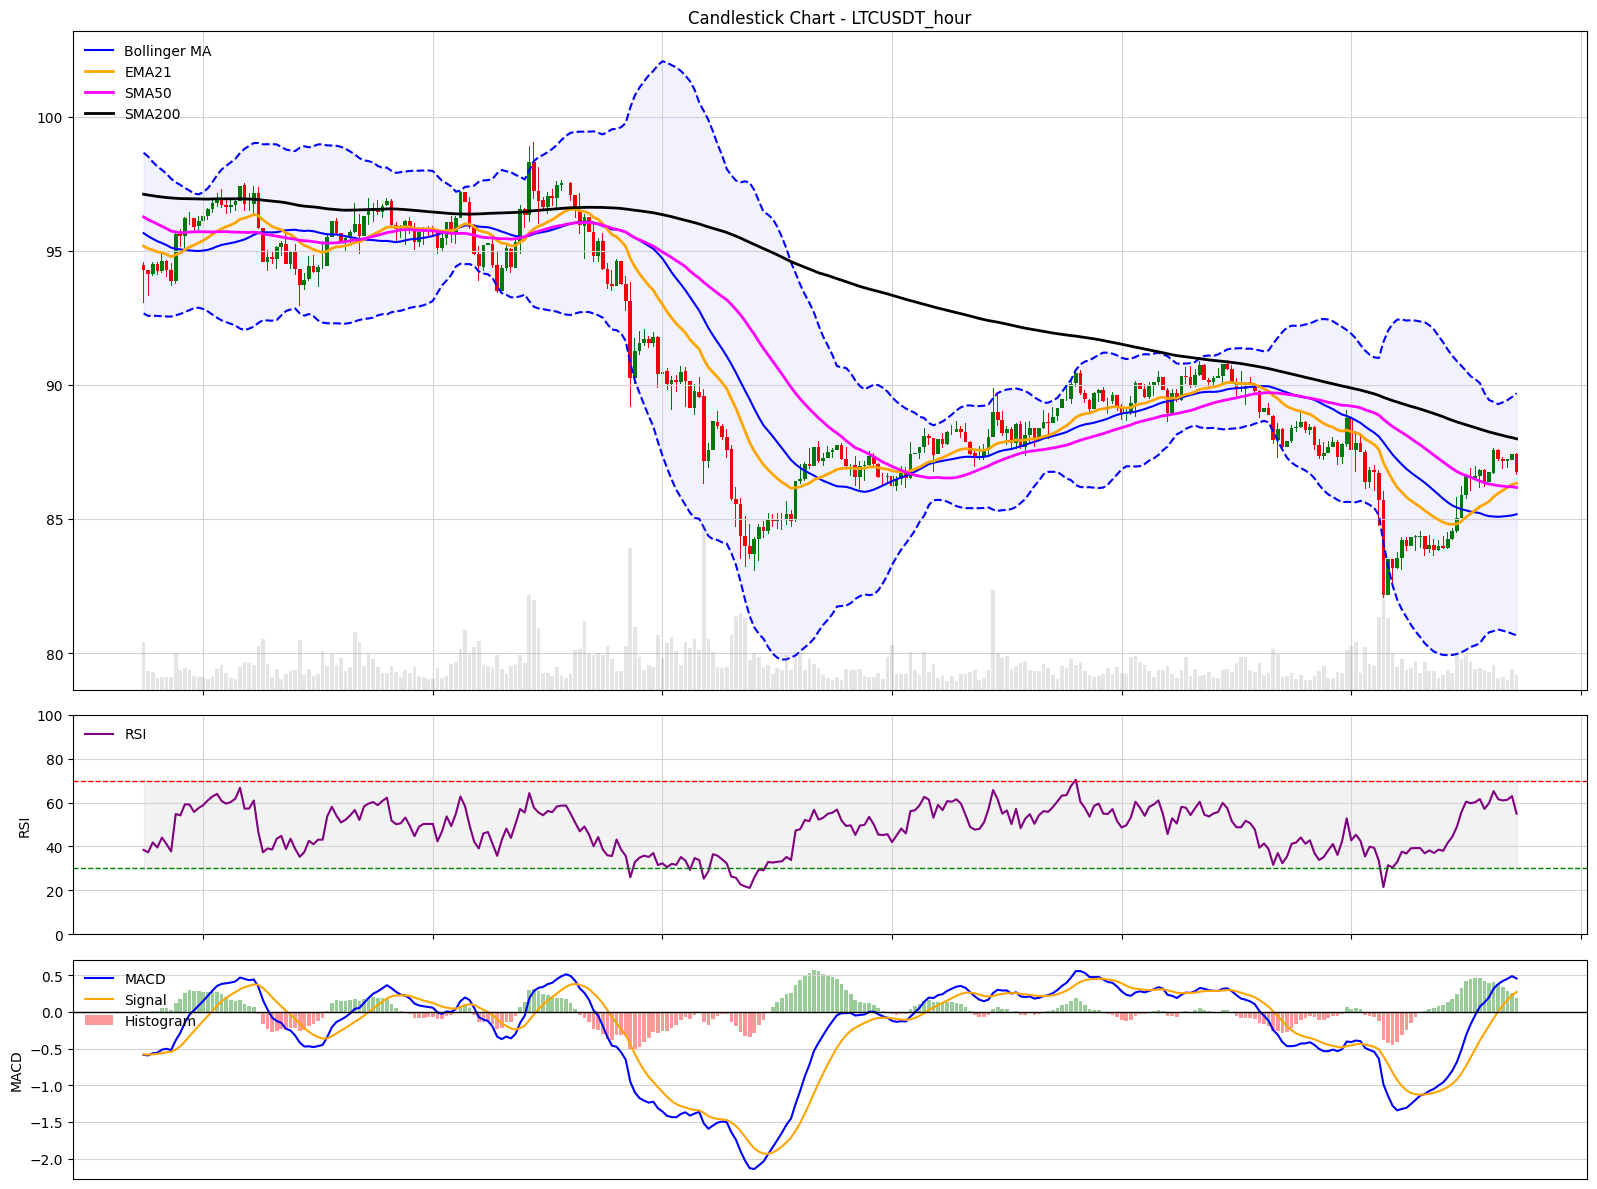 Candlestick Chart - LTCUSDT_hour
Bollinger MA
EMA21
SMA50
SMA200
100
95
90
85
80
100
80
60
40
20
0
RSI
RSI
0.5
0.0
−0.5
−1.0
−1.5
−2.0
MACD
MACD
Signal
Histogram